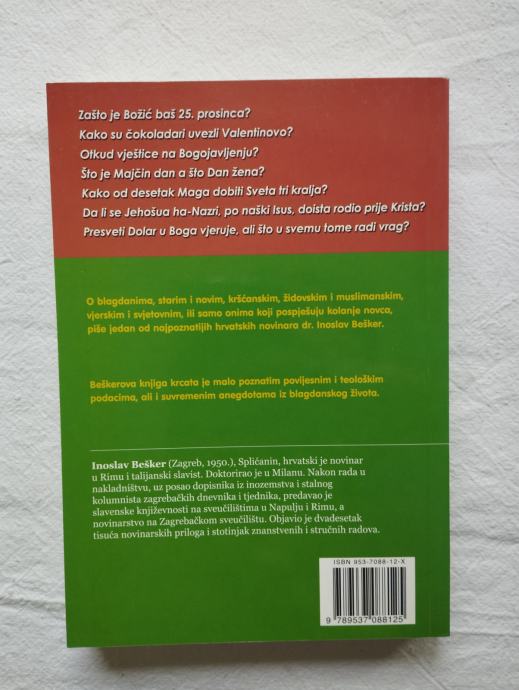 Zašto je Božić baš 25. prosinca?
Kako su čokoladari uvezli Valentinovo?
Otkud vještice na Bogojavljenju?
Što je Majčin dan a što Dan žena?
Kako od desetak Maga dobiti Sveta tri kralja?
Da li se Jehošua ha-Nazri, po naški Isus, doista rodio prije Krista?
Presveti Dolar u Boga vjeruje, ali što u svemu tome radi vrag?
O blagdanima, starim i novim, kršćanskim, židovskim i muslimanskim,
vjerskim i svjetovnim, ili samo onima koji pospješuju kolanje novca,
piše jedan od najpoznatijih hrvatskih novinara dr. Inoslav Bešker.
Beškerova knjiga krcata je malo poznatim povijesnim i teološkim
podacima, ali i suvremenim anegdotama iz blagdanskog života.
Inoslav Bešker (Zagreb, 1950.), Splićanin, hrvatski je novinar
u Rimu i talijanski slavist. Doktorirao je u Milanu. Nakon rada u
nakladništvu, uz posao dopisnika iz inozemstva i stalnog
kolumnista zagrebačkih dnevnika i tjednika, predavao je
slavenske književnosti na sveučilištima u Napulju i Rimu, a
novinarstvo na Zagrebačkom sveučilištu. Objavio je dvadesetak
tisuća novinarskih priloga i stotinjak znanstvenih i stručnih radova.
ISBN 953-7088-12-X
9 789537 088125